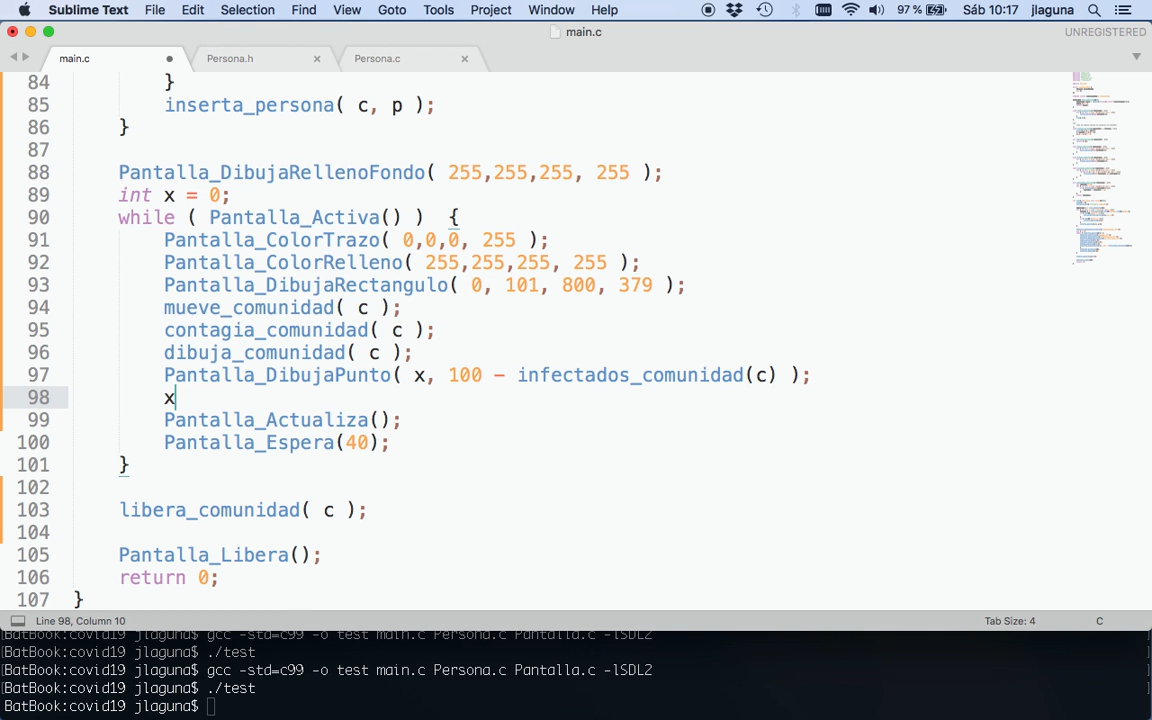 Sublime Text File Edit Selection Find View Goto Tools Project Window Help 97 % Sáb 10:17 jlaguna
main.c
UNREGISTERED
main.c Persona.h Persona.c
84 }
85 inserta_persona( c, p );
86 }
87
88 Pantalla_DibujaRellenoFondo( 255,255,255, 255 );
89 int x = 0;
90 while ( Pantalla_Activa() ) {
91 Pantalla_ColorTrazo( 0,0,0, 255 );
92 Pantalla_ColorRelleno( 255,255,255, 255 );
93 Pantalla_DibujaRectangulo( 0, 101, 800, 379 );
94 mueve_comunidad( c );
95 contagia_comunidad( c );
96 dibuja_comunidad( c );
97 Pantalla_DibujaPunto( x, 100 - infectados_comunidad(c) );
98 x
99 Pantalla_Actualiza();
100 Pantalla_Espera(40);
101 }
102
103 libera_comunidad( c );
104
105 Pantalla_Libera();
106 return 0;
107 }
Line 98, Column 10 Tab Size: 4 C
[BatBook:covid19 jlaguna$ gcc -std=c99 -o test main.c Persona.c Pantalla.c -lSDL2 ]
[BatBook:covid19 jlaguna$ ./test ]
[BatBook:covid19 jlaguna$ gcc -std=c99 -o test main.c Persona.c Pantalla.c -lSDL2 ]
[BatBook:covid19 jlaguna$ ./test ]
BatBook:covid19 jlaguna$